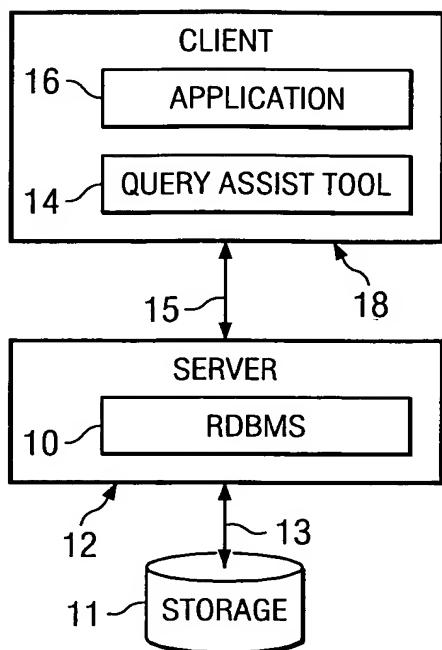 CLIENT
16
APPLICATION
14
QUERY ASSIST TOOL
15
18
SERVER
10
RDBMS
12
13
11
STORAGE